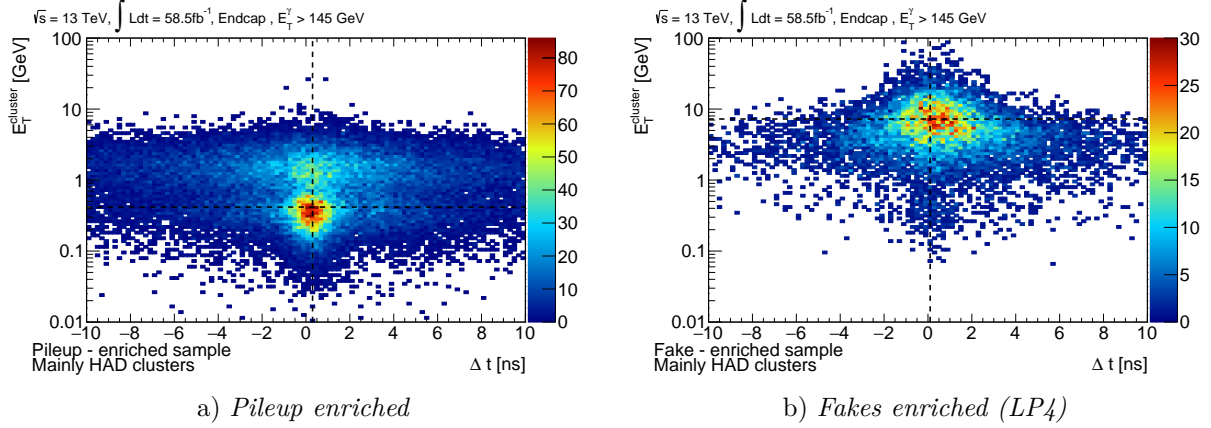 √s = 13 TeV, ∫ Ldt = 58.5fb⁻¹, Endcap , E_T^γ > 145 GeV
E_T^cluster [GeV]
100
10
1
0.1
0.01
−10 −8 −6 −4 −2 0 2 4 6 8 10
80
70
60
50
40
30
20
10
0
Pileup - enriched sample
Mainly HAD clusters
Δ t [ns]
a) Pileup enriched
√s = 13 TeV, ∫ Ldt = 58.5fb⁻¹, Endcap , E_T^γ > 145 GeV
E_T^cluster [GeV]
100
10
1
0.1
0.01
−10 −8 −6 −4 −2 0 2 4 6 8 10
30
25
20
15
10
5
0
Fake - enriched sample
Mainly HAD clusters
Δ t [ns]
b) Fakes enriched (LP4)